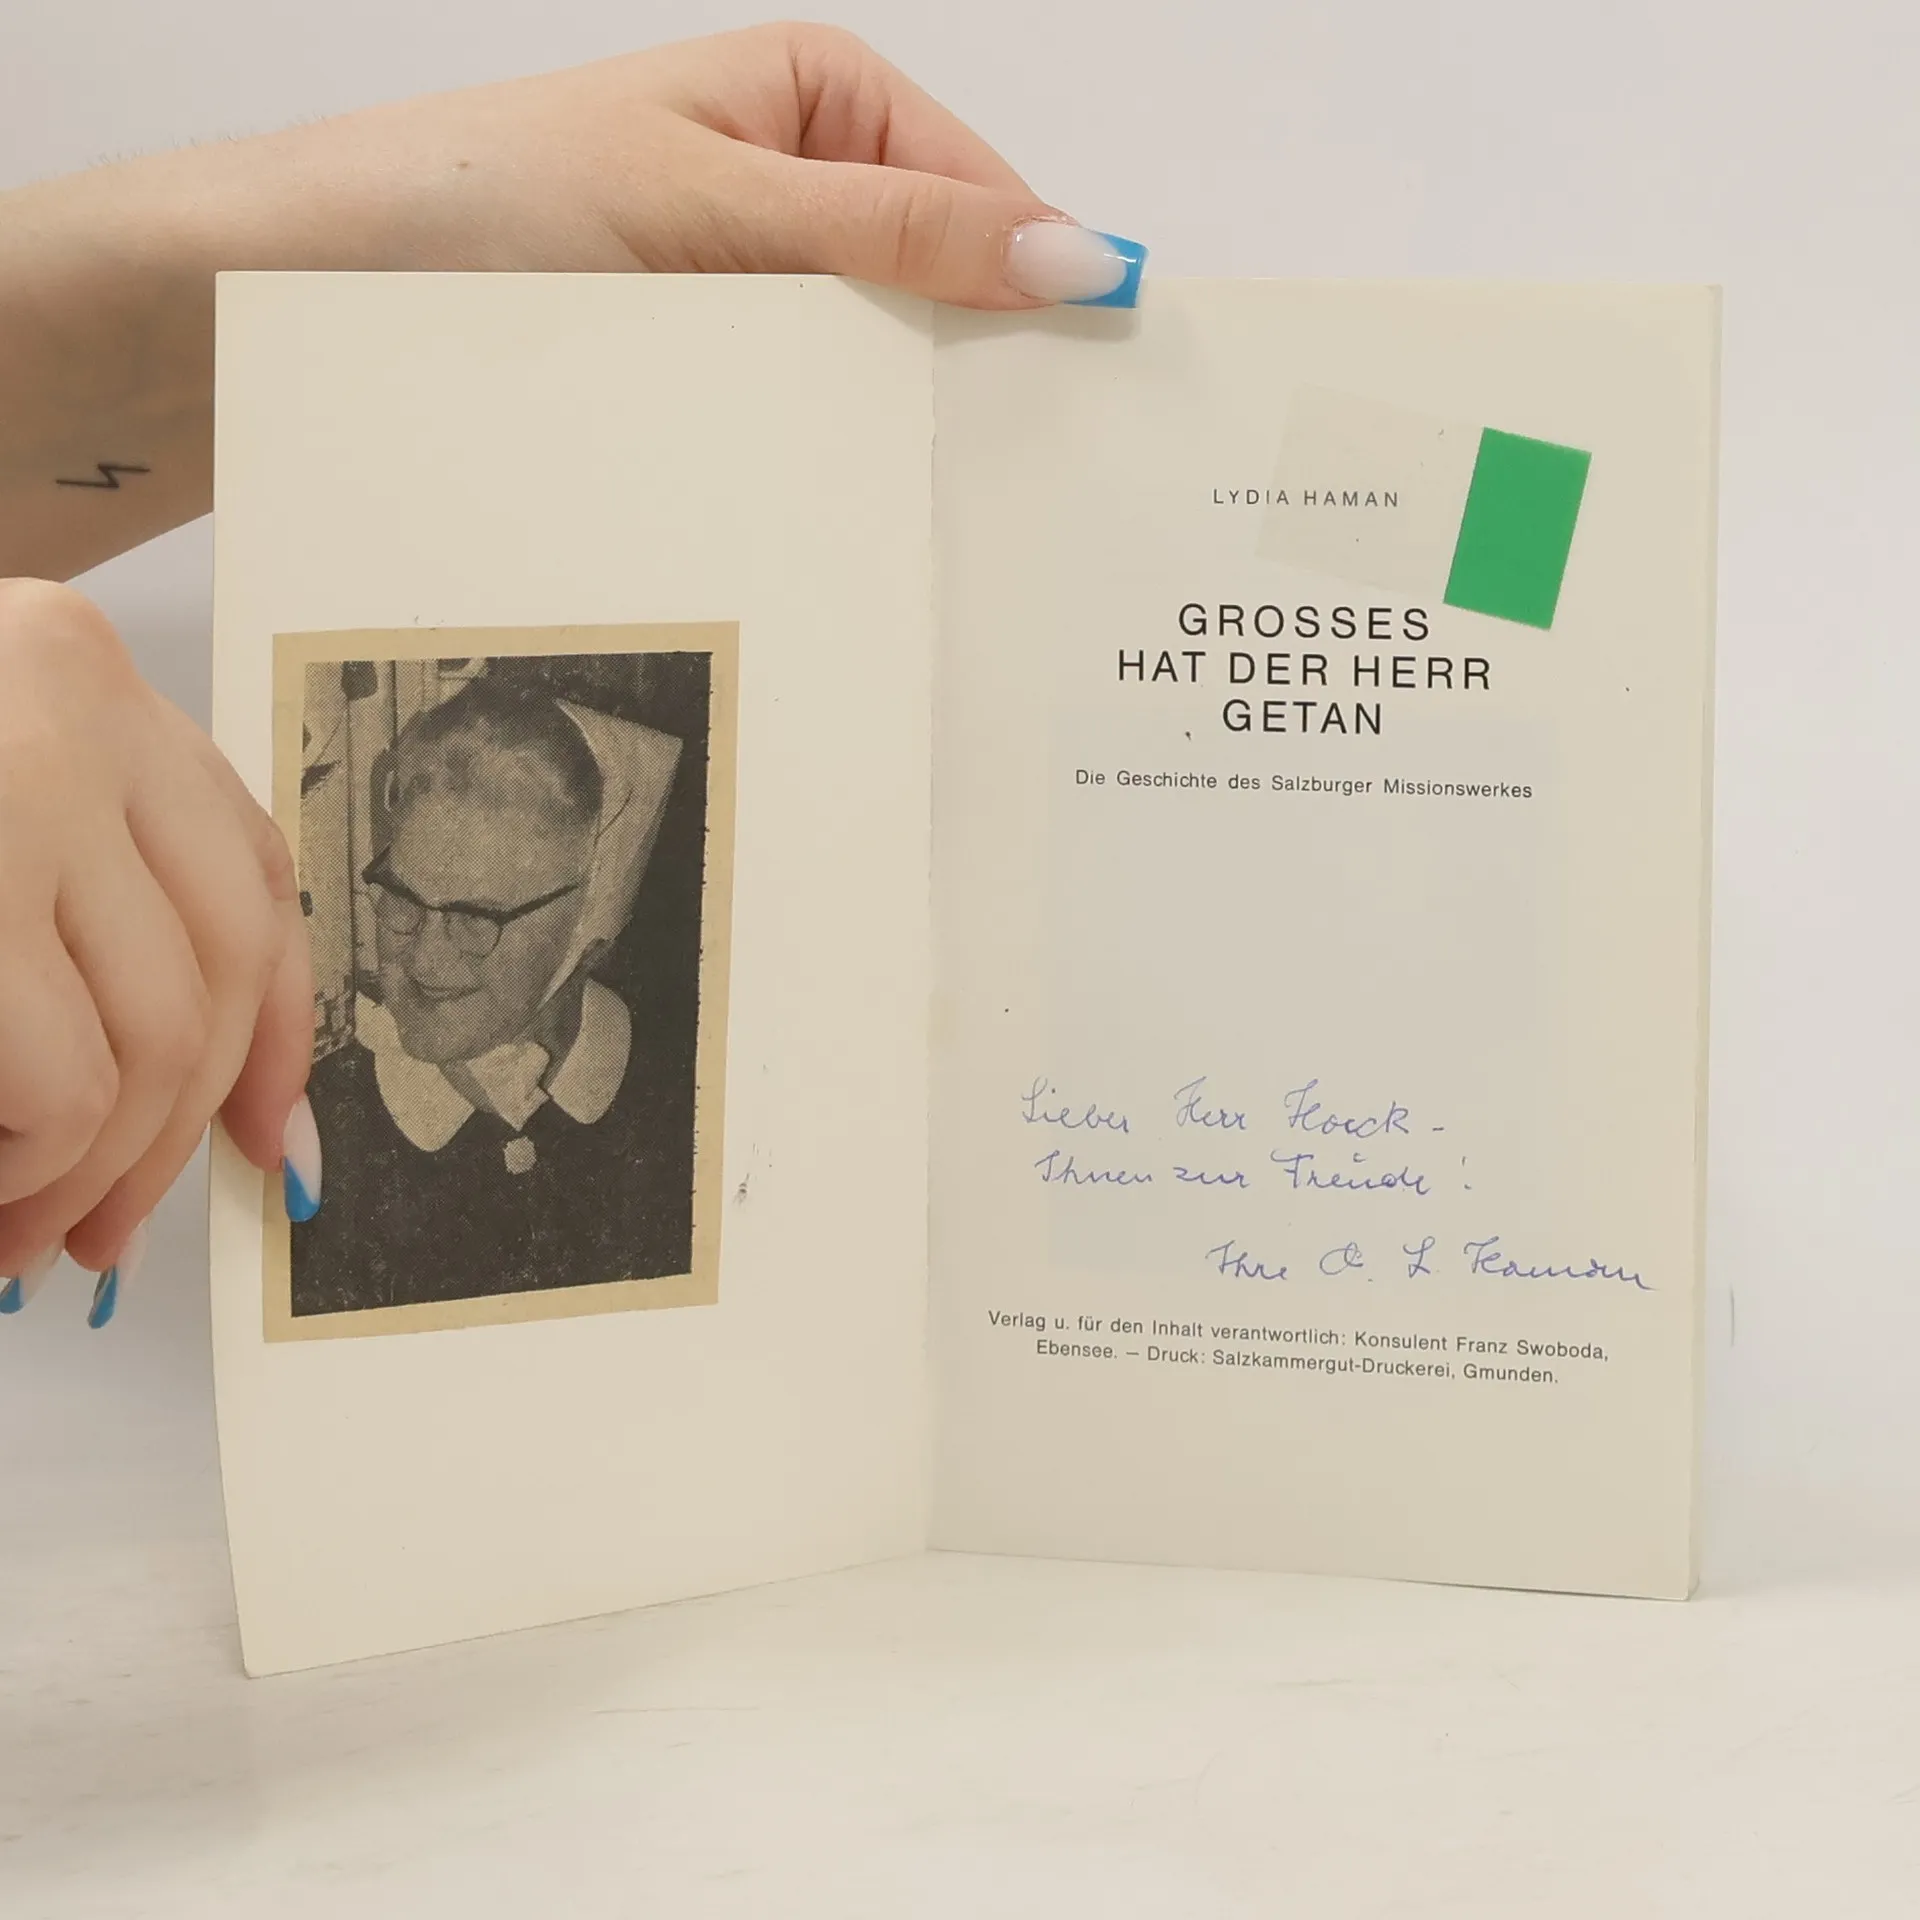 LYDIA HAMAN
GROSSES
HAT DER HERR
GETAN
Die Geschichte des Salzburger Missionswerkes
Lieber Herr Hoeck -
Ihnen zur Freude!
Ihre L. Haman
Verlag u. für den Inhalt verantwortlich: Konsulent Franz Swoboda,
Ebensee. — Druck: Salzkammergut-Druckerei, Gmunden.